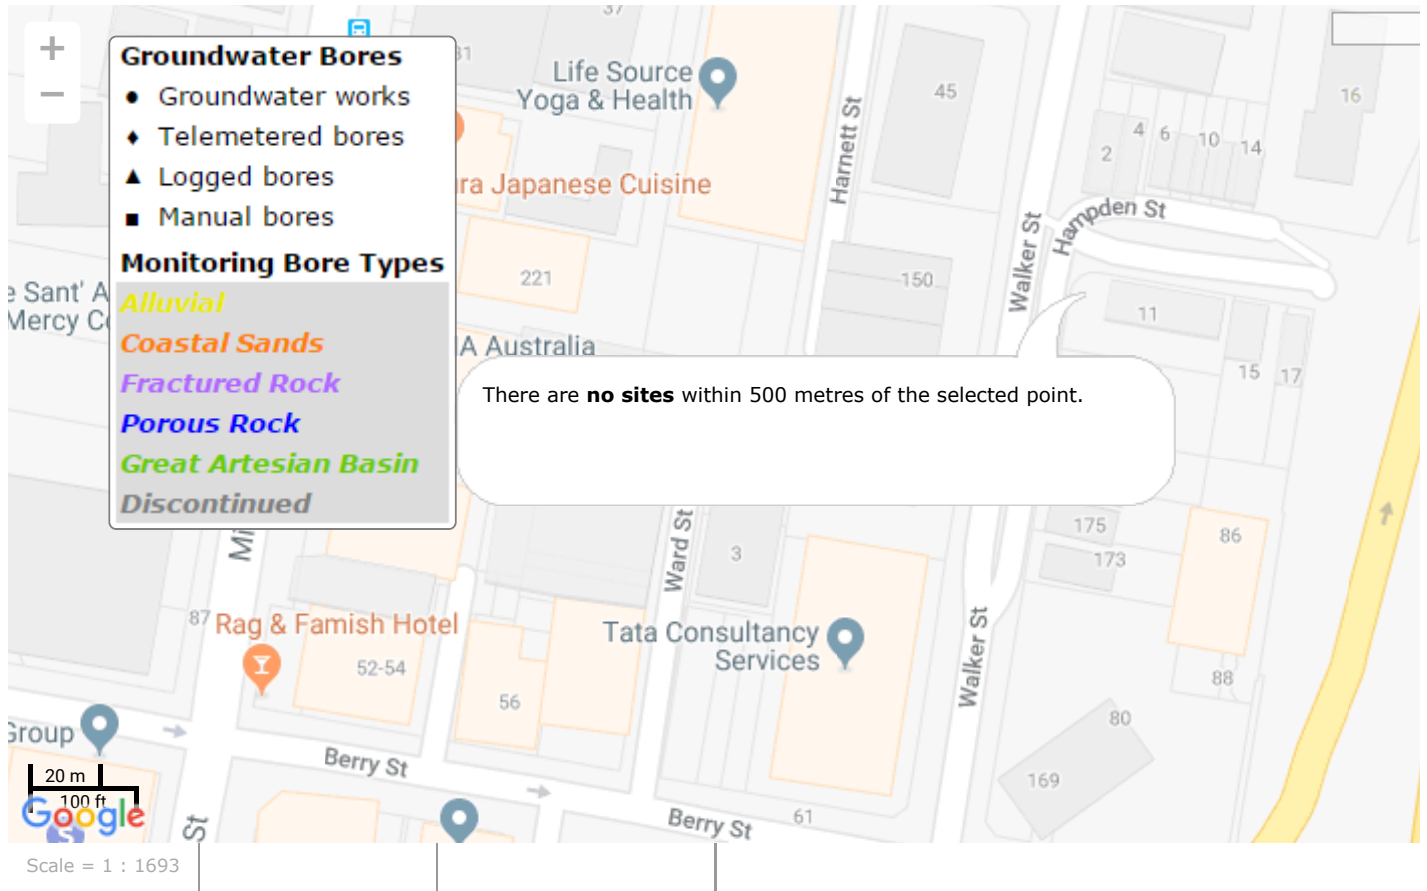 37
+
−
Groundwater Bores
Groundwater works
Telemetered bores
Logged bores
Manual bores
Monitoring Bore Types
Alluvial
Coastal Sands
Fractured Rock
Porous Rock
Great Artesian Basin
Discontinued
Life Source
Yoga & Health
45
16
Harnett St
2
4
6
10
14
ra Japanese Cuisine
Hampden St
Walker St
221
150
e Sant' A
Mercy C
11
A Australia
15
17
There are no sites within 500 metres of the selected point.
Mi
Ward St
3
175
173
86
87
Rag & Famish Hotel
52-54
56
Tata Consultancy
Services
Walker St
88
80
169
Group
Berry St
20 m
100 ft
Google
St
Berry St
61
Scale = 1 : 1693